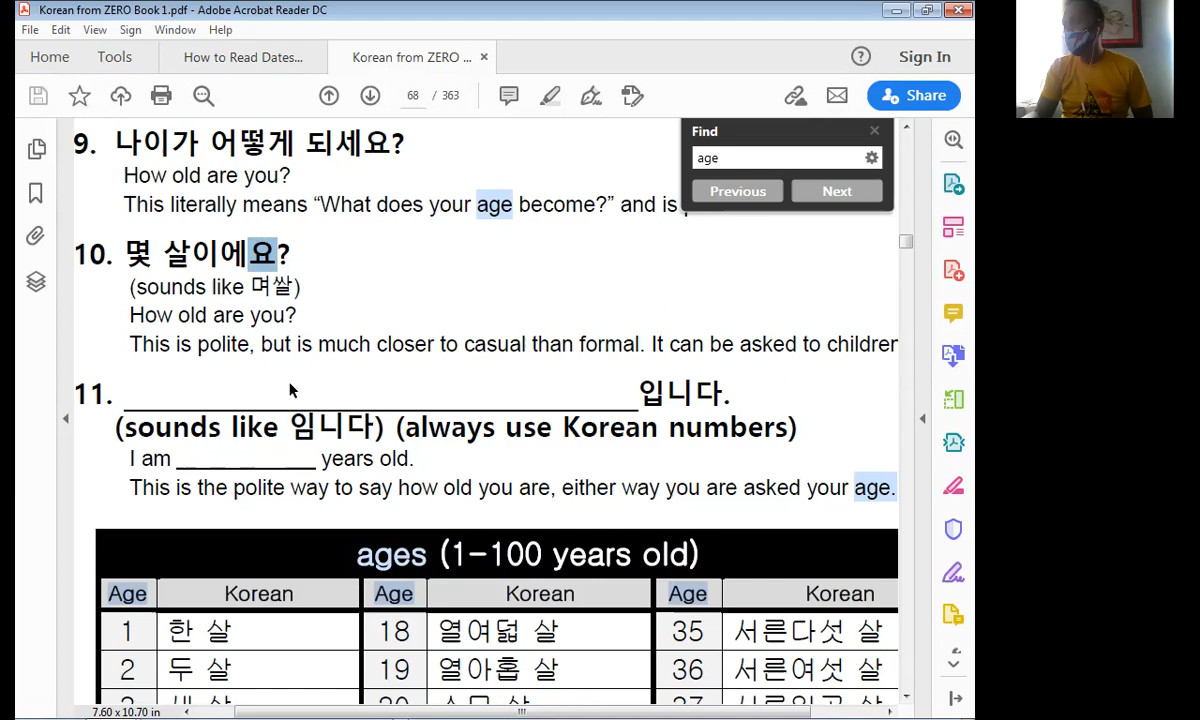 Korean from ZERO Book 1.pdf - Adobe Acrobat Reader DC
File Edit View Sign Window Help
Home Tools How to Read Dates... Korean from ZERO ... × Sign In
68 / 363 Share
Find
age
Previous Next
9. 나이가 어떻게 되세요?
How old are you?
This literally means “What does your age become?” and is
10. 몇 살이에요?
(sounds like 며쌀)
How old are you?
This is polite, but is much closer to casual than formal. It can be asked to children
11. ______________________________ 입니다.
(sounds like 임니다) (always use Korean numbers)
I am __________ years old.
This is the polite way to say how old you are, either way you are asked your age.
ages (1-100 years old)
Age Korean Age Korean Age Korean
1 한 살 18 열여덟 살 35 서른다섯 살
2 두 살 19 열아홉 살 36 서른여섯 살
7.60 x 10.70 in